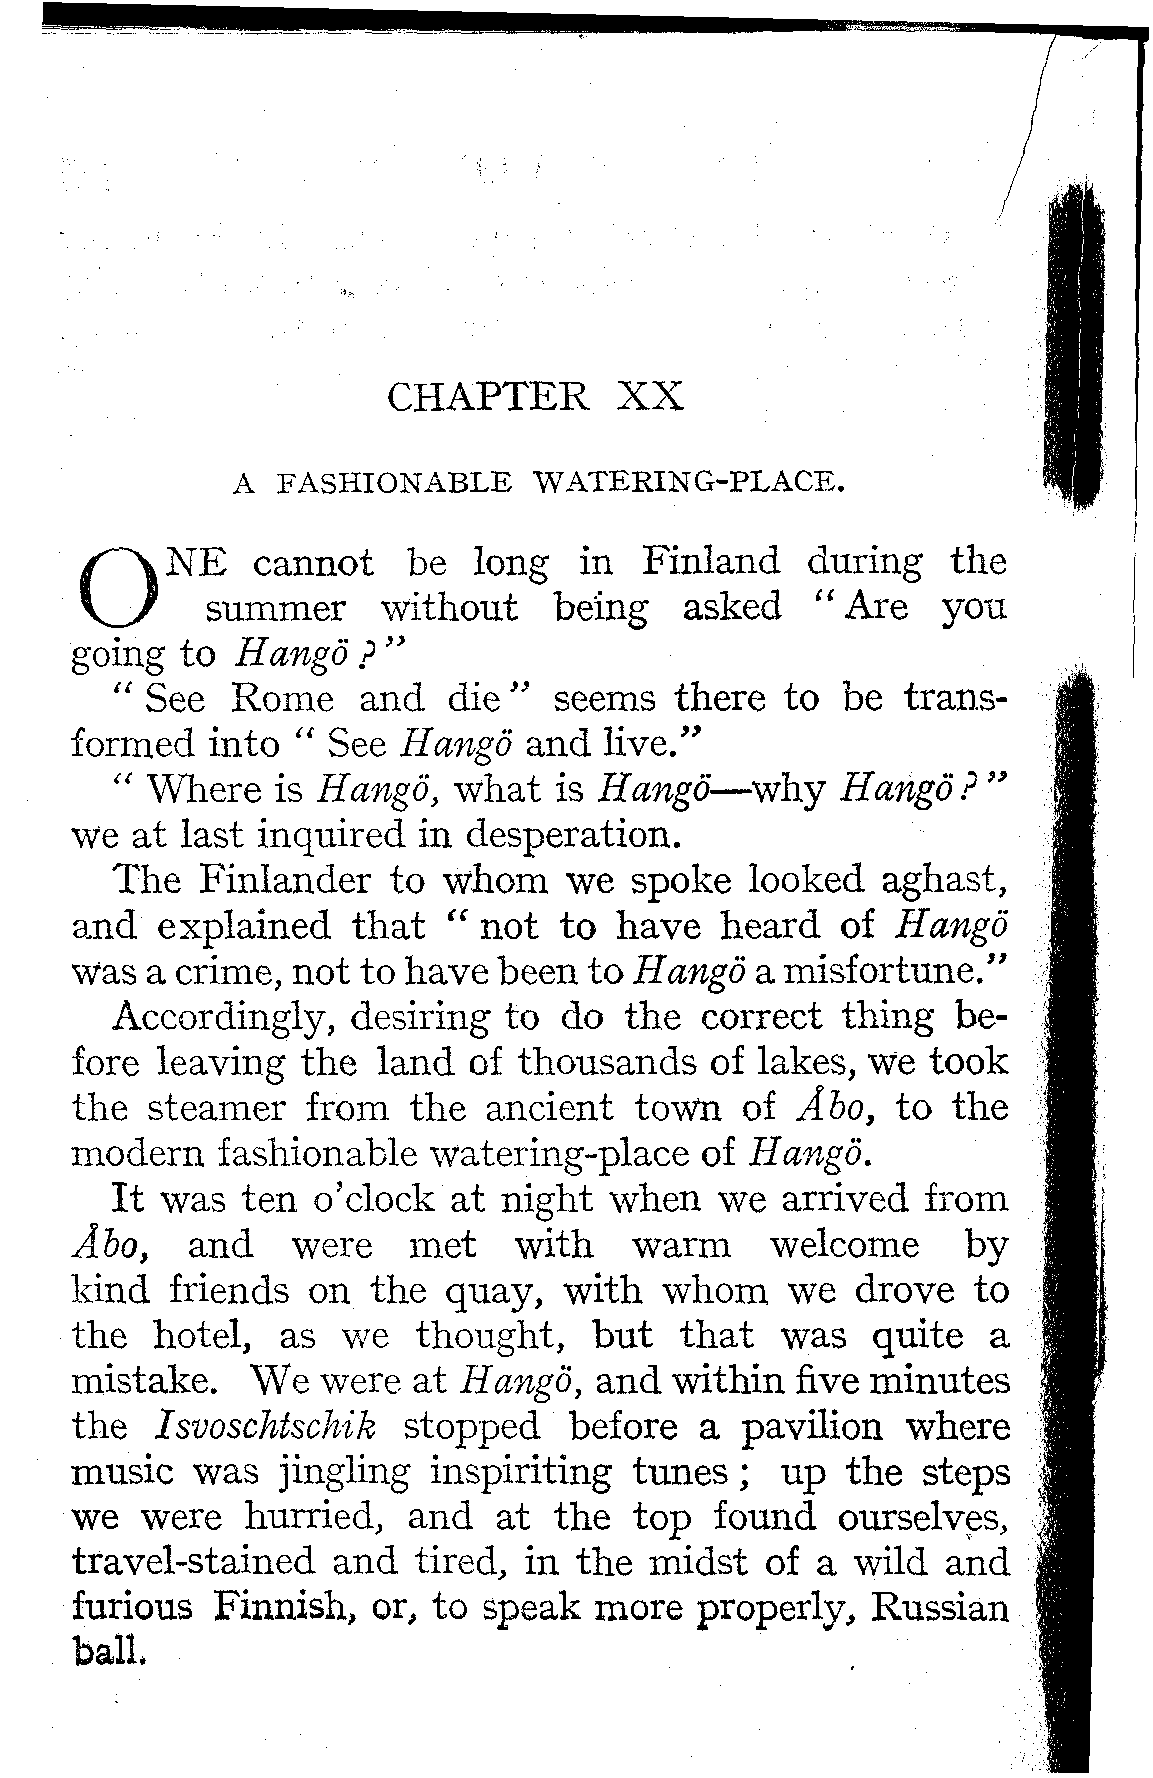 CHAPTER XX
A FASHIONABLE WATERING-PLACE.
ONE cannot be long in Finland during the
summer without being asked “ Are you
going to Hangö ? ”
“ See Rome and die ” seems there to be trans-
formed into “ See Hangö and live.”
“ Where is Hangö, what is Hangö—why Hangö ? ”
we at last inquired in desperation.
The Finlander to whom we spoke looked aghast,
and explained that “ not to have heard of Hangö
was a crime, not to have been to Hangö a misfortune.”
Accordingly, desiring to do the correct thing be-
fore leaving the land of thousands of lakes, we took
the steamer from the ancient town of Åbo, to the
modern fashionable watering-place of Hangö.
It was ten o’clock at night when we arrived from
Åbo, and were met with warm welcome by
kind friends on the quay, with whom we drove to
the hotel, as we thought, but that was quite a
mistake. We were at Hangö, and within five minutes
the Isvoschtschik stopped before a pavilion where
music was jingling inspiriting tunes ; up the steps
we were hurried, and at the top found ourselves,
travel-stained and tired, in the midst of a wild and
furious Finnish, or, to speak more properly, Russian
ball.